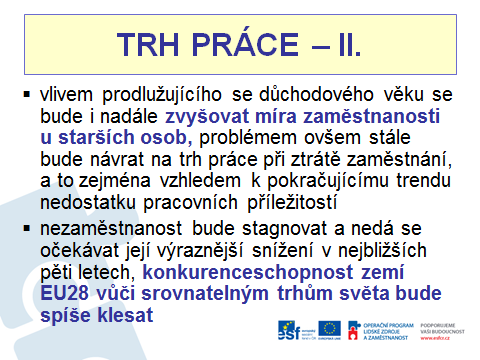 TRH PRÁCE – II.
▪ vlivem prodlužujícího se důchodového věku se
bude i nadále zvyšovat míra zaměstnanosti
u starších osob, problémem ovšem stále
bude návrat na trh práce při ztrátě zaměstnání,
a to zejména vzhledem k pokračujícímu trendu
nedostatku pracovních příležitostí
▪ nezaměstnanost bude stagnovat a nedá se
očekávat její výraznější snížení v nejbližších
pěti letech, konkurenceschopnost zemí
EU28 vůči srovnatelným trhům světa bude
spíše klesat
esf
EVROPSKÁ UNIE
OPERAČNÍ PROGRAM
LIDSKÉ ZDROJE
A ZAMĚSTNANOST
PODPORUJEME
VAŠI BUDOUCNOST
www.esfcr.cz